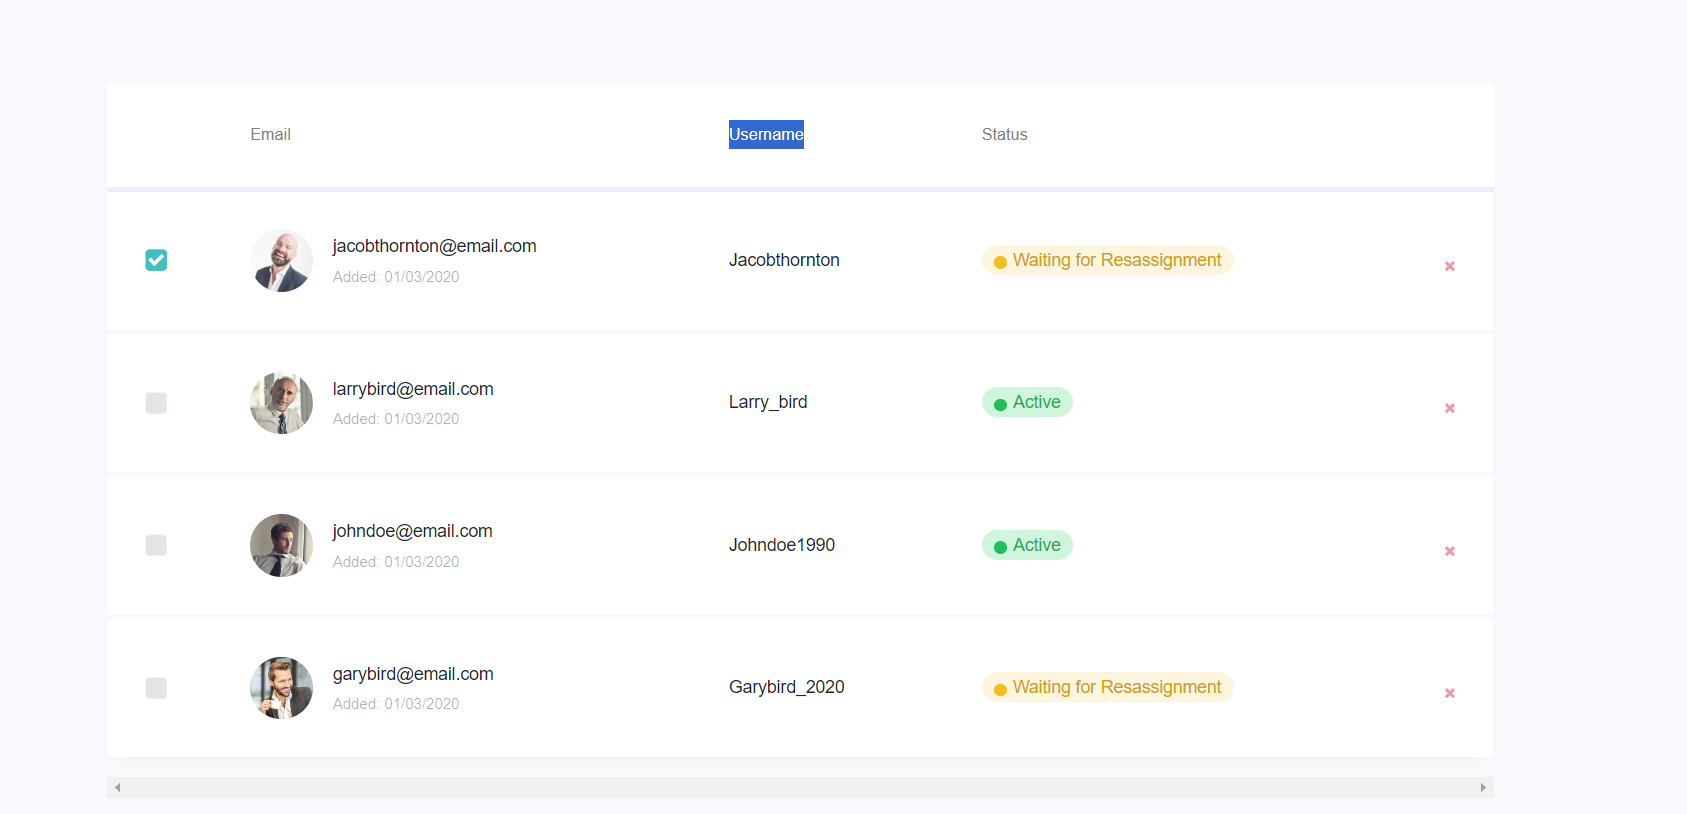 Email Username Status
jacobthornton@email.com
Added: 01/03/2020
Jacobthornton
Waiting for Resassignment
larrybird@email.com
Added: 01/03/2020
Larry_bird
Active
johndoe@email.com
Added: 01/03/2020
Johndoe1990
Active
garybird@email.com
Added: 01/03/2020
Garybird_2020
Waiting for Resassignment